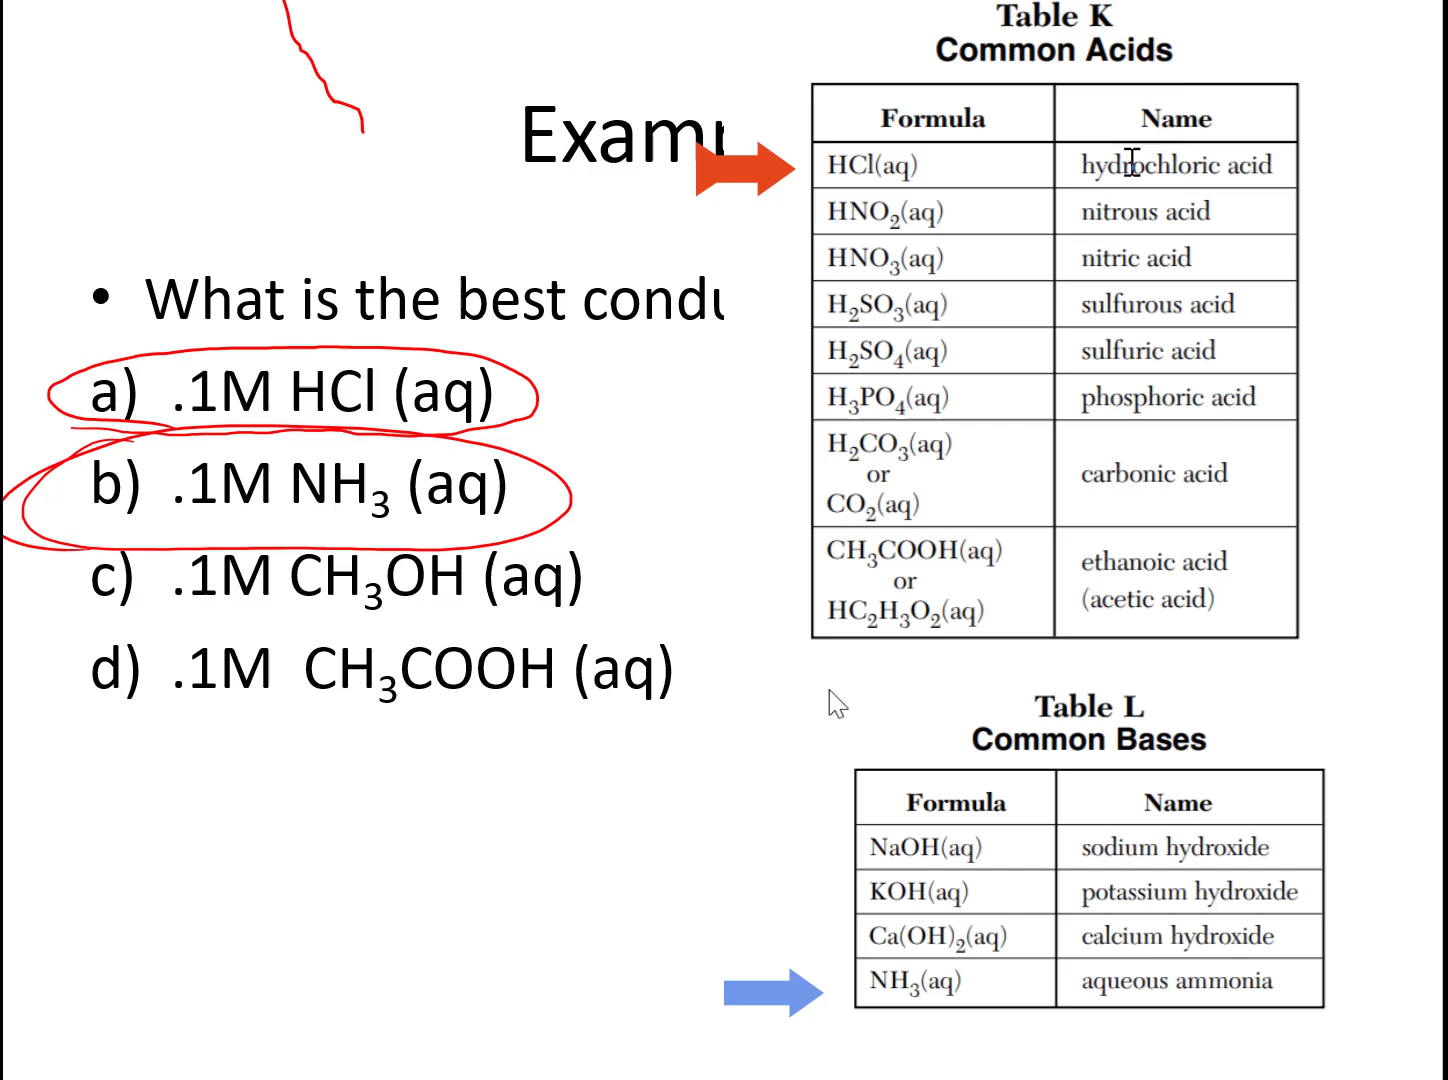 Exam
• What is the best cond
a) .1M HCl (aq)
b) .1M NH₃ (aq)
c) .1M CH₃OH (aq)
d) .1M CH₃COOH (aq)
Table K
Common Acids
Formula Name
HCl(aq) hydrochloric acid
HNO₂(aq) nitrous acid
HNO₃(aq) nitric acid
H₂SO₃(aq) sulfurous acid
H₂SO₄(aq) sulfuric acid
H₃PO₄(aq) phosphoric acid
H₂CO₃(aq)
or
CO₂(aq)
carbonic acid
CH₃COOH(aq)
or
HC₂H₃O₂(aq)
ethanoic acid
(acetic acid)
Table L
Common Bases
Formula Name
NaOH(aq) sodium hydroxide
KOH(aq) potassium hydroxide
Ca(OH)₂(aq) calcium hydroxide
NH₃(aq) aqueous ammonia